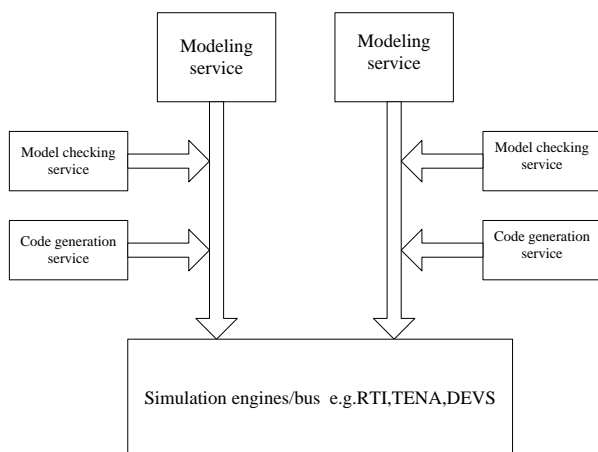 Modeling
service
Modeling
service
Model checking
service
Model checking
service
Code generation
service
Code generation
service
Simulation engines/bus  e.g.RTI,TENA,DEVS